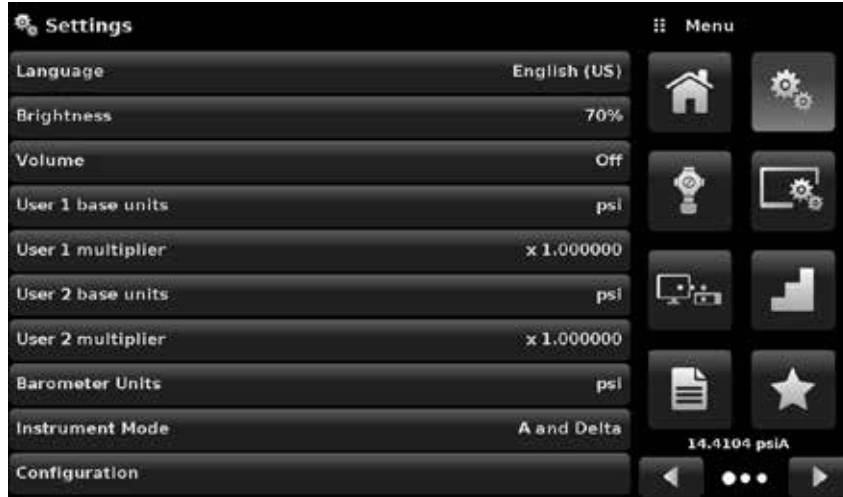 Settings
Menu
Language English (US)
Brightness 70%
Volume Off
User 1 base units psi
User 1 multiplier x 1.000000
User 2 base units psi
User 2 multiplier x 1.000000
Barometer Units psi
Instrument Mode A and Delta
Configuration
14.4104 psiA